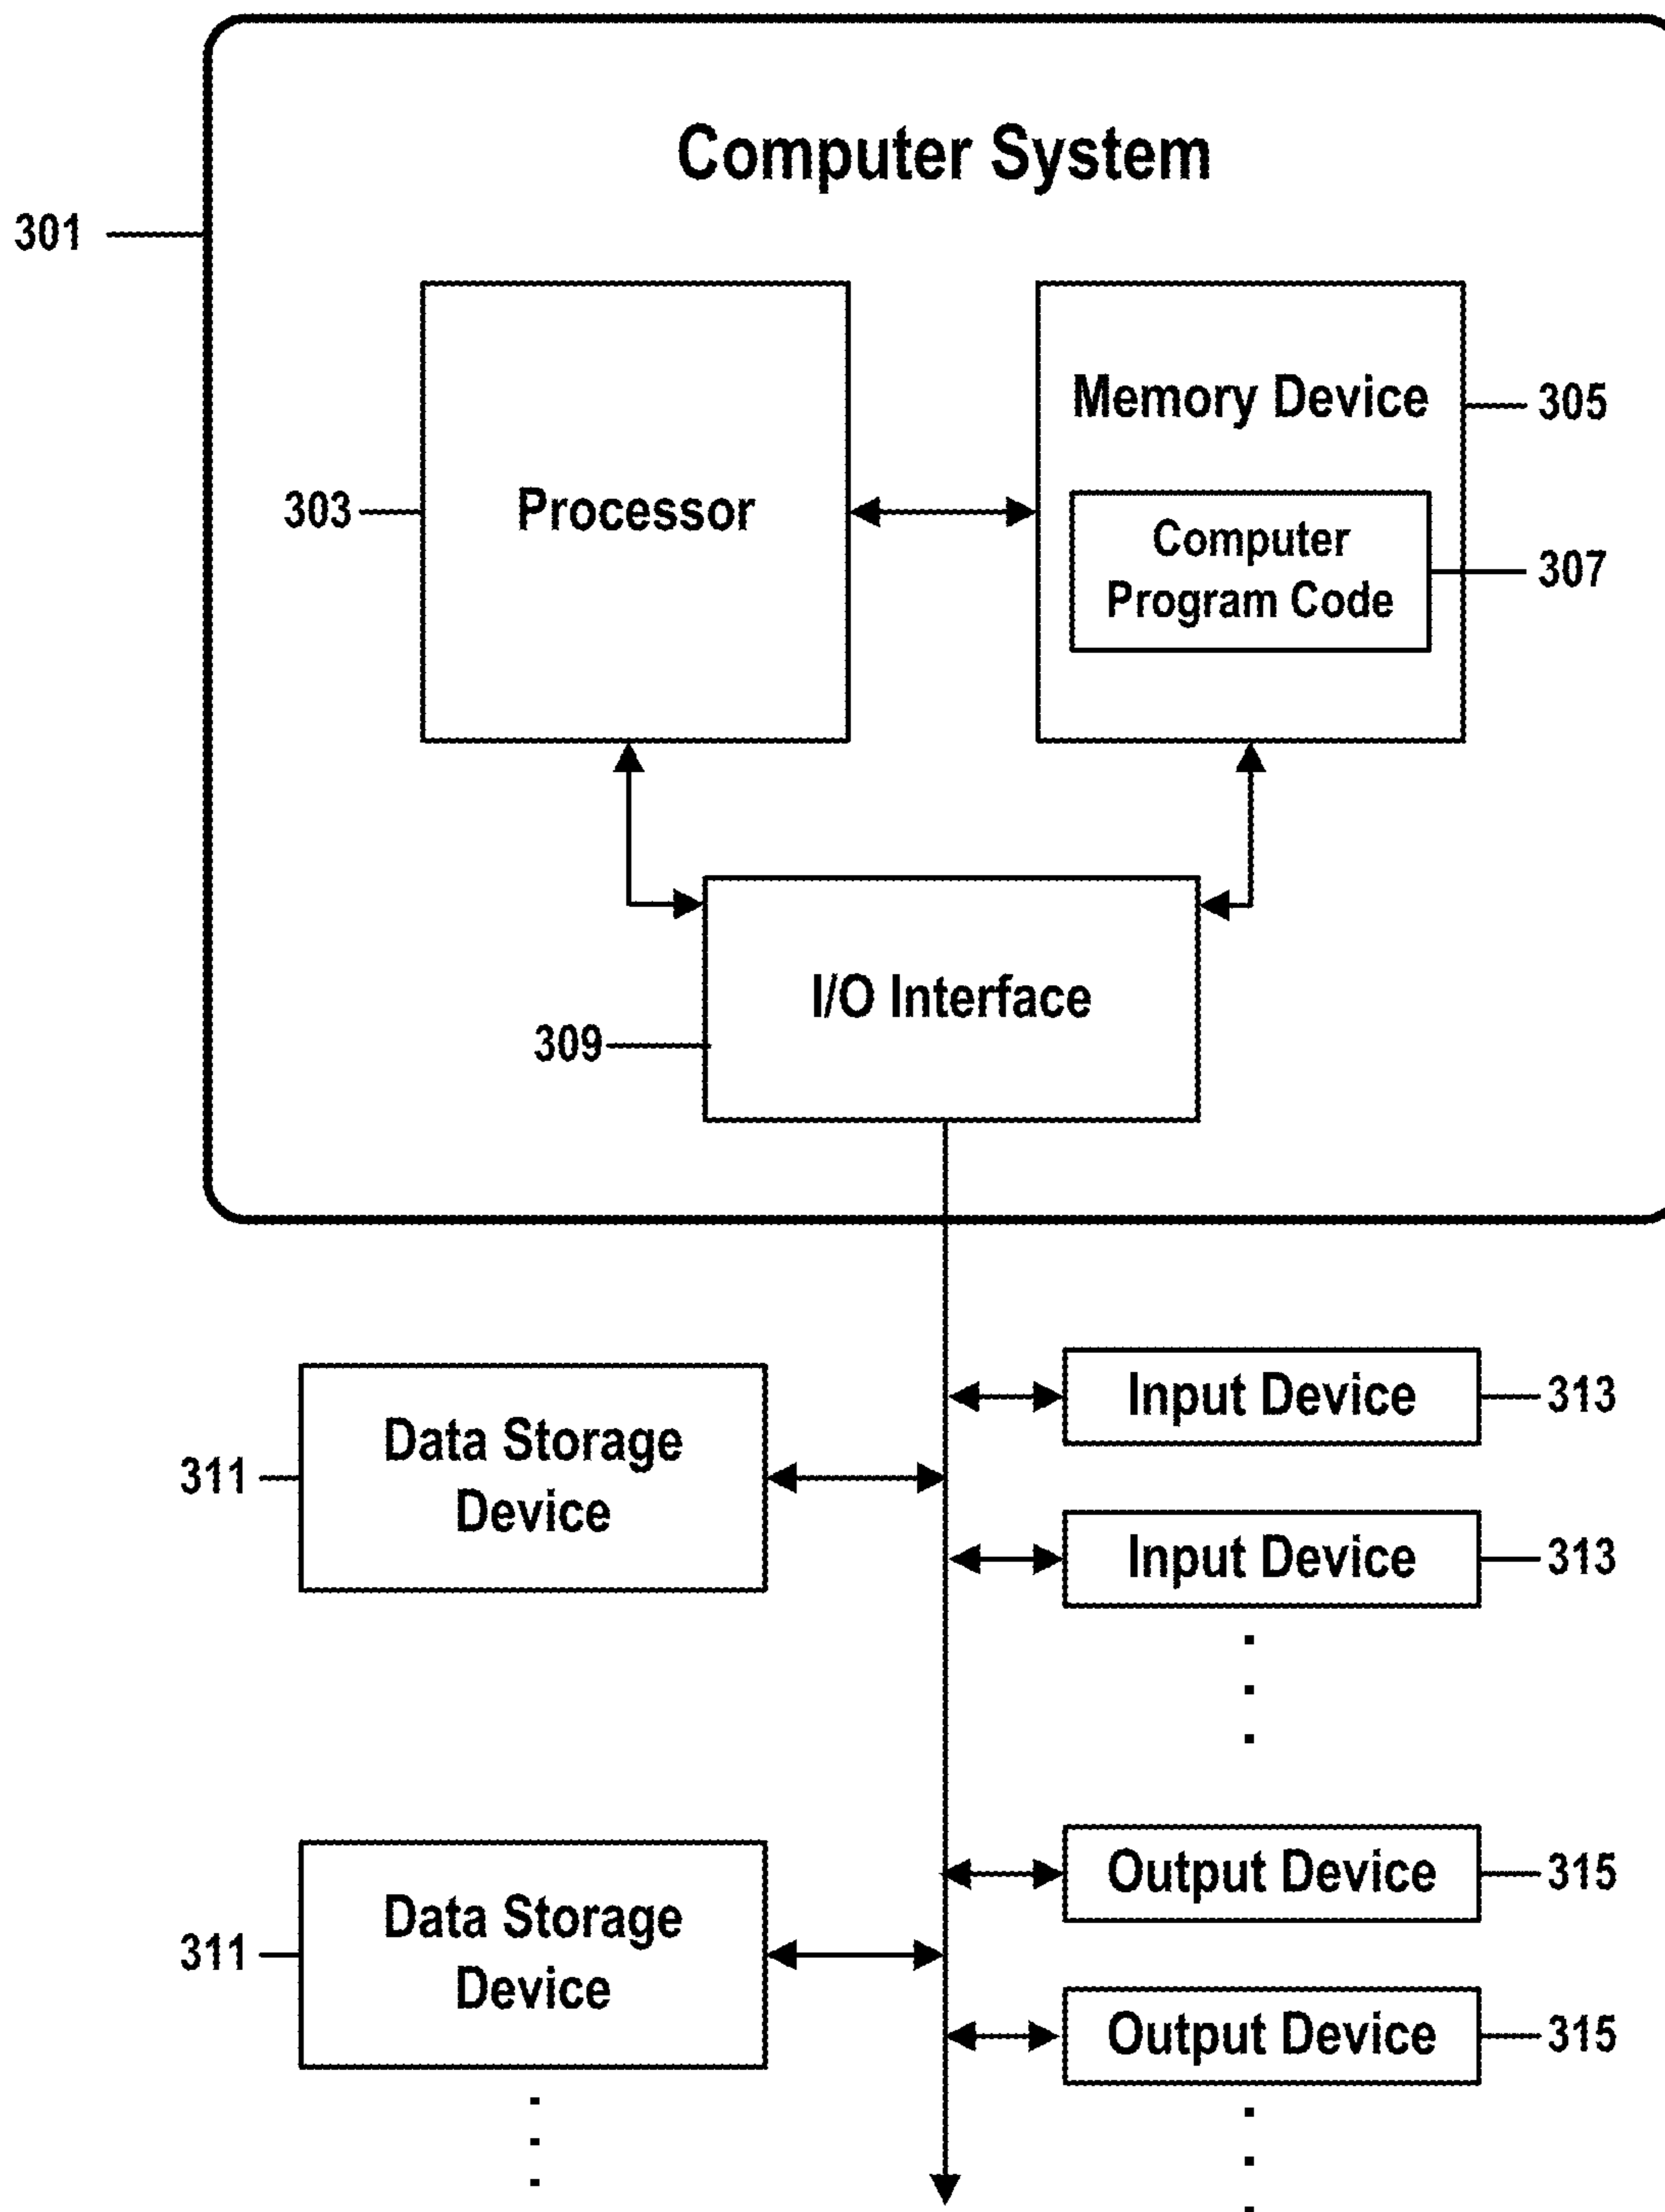 Computer System
301
Memory Device
305
Processor
303
Computer
Program Code
307
I/O Interface
309
Input Device
313
Data Storage
Device
311
Input Device
313
Output Device
315
Data Storage
Device
311
Output Device
315